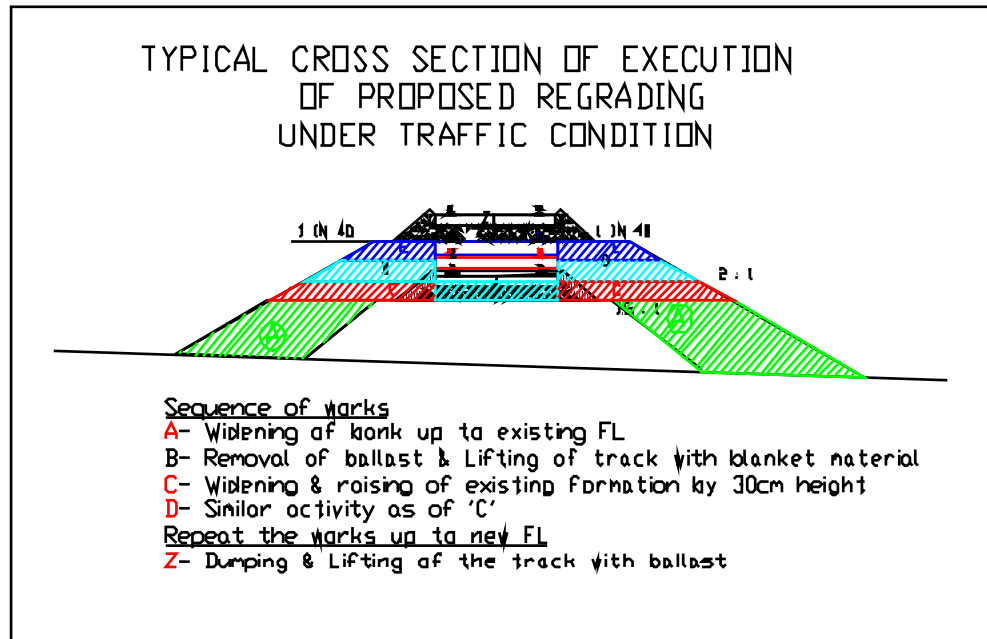 TYPICAL CROSS SECTION OF EXECUTION
OF PROPOSED REGRADING
UNDER TRAFFIC CONDITION
1 IN 40 1 IN 40
2 : 1
A A
Sequence of works
A- Widening of bank up to existing FL
B- Removal of ballast & Lifting of track with blanket material
C- Widening & raising of existing formation by 30cm height
D- Similar activity as of 'C'
Repeat the works up to new FL
Z- Dumping & Lifting of the track with ballast